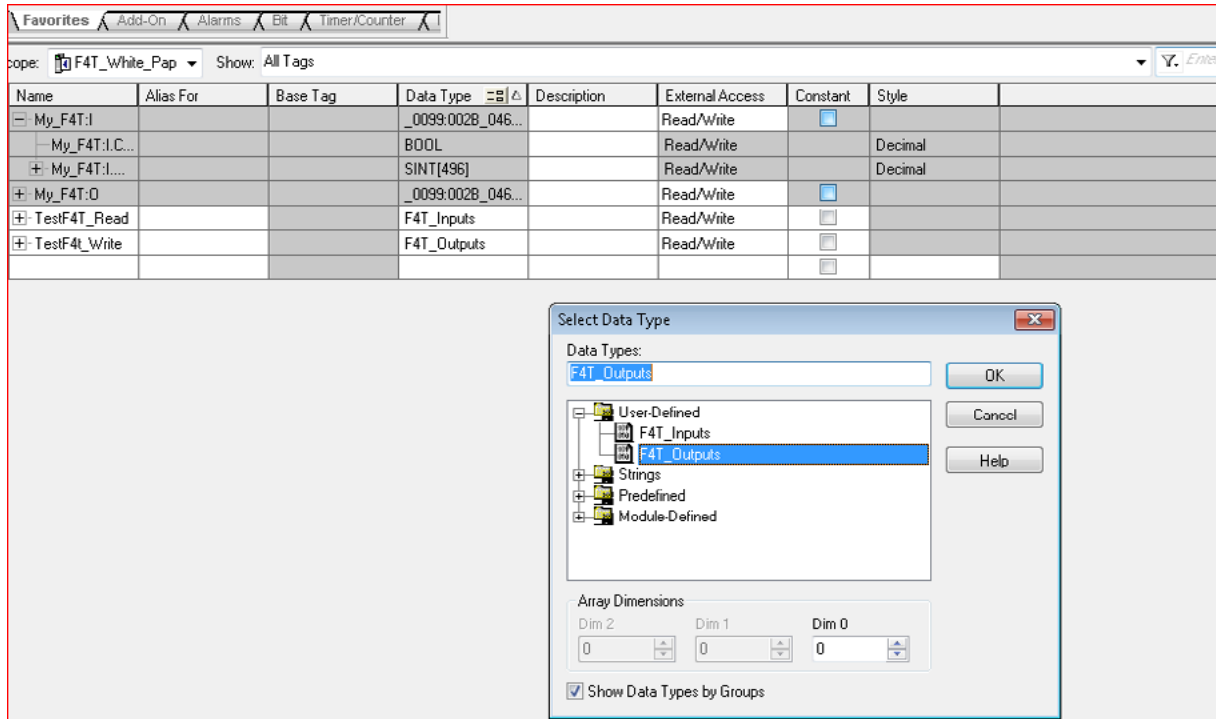 Favorites Add-On Alarms Bit Timer/Counter
cope: F4T_White_Pap Show: All Tags Enter
Name Alias For Base Tag Data Type Description External Access Constant Style
My_F4T:I _0099:002B_046... Read/Write
My_F4T:I.C... BOOL Read/Write Decimal
My_F4T:I.... SINT[496] Read/Write Decimal
My_F4T:O _0099:002B_046... Read/Write
TestF4T_Read F4T_Inputs Read/Write
TestF4t_Write F4T_Outputs Read/Write
Select Data Type
Data Types:
F4T_Outputs
OK
User-Defined
Cancel
F4T_Inputs
F4T_Outputs
Help
Strings
Predefined
Module-Defined
Array Dimensions
Dim 2 Dim 1 Dim 0
0 0 0
Show Data Types by Groups